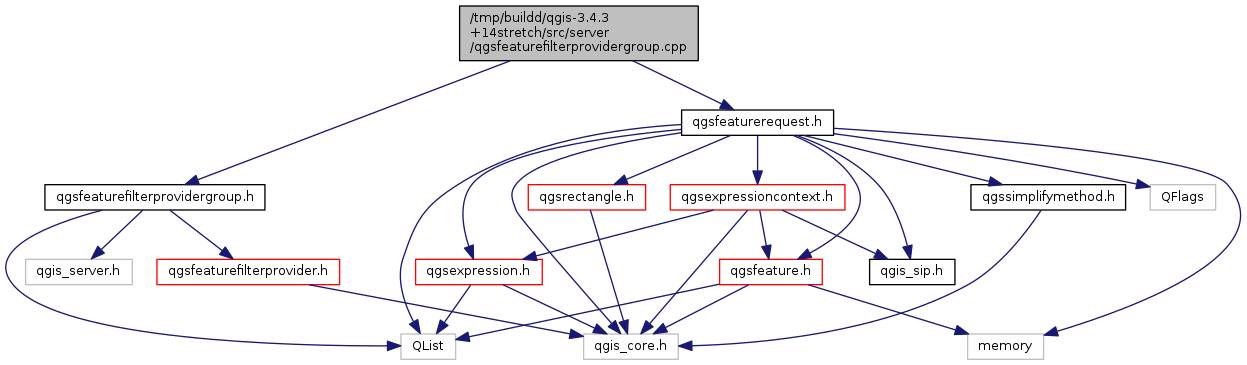 /tmp/buildd/qgis-3.4.3
+14stretch/src/server
/qgsfeaturefilterprovidergroup.cpp
qgsfeaturerequest.h
qgsfeaturefilterprovidergroup.h
qgsrectangle.h
qgsexpressioncontext.h
qgssimplifymethod.h
QFlags
qgis_server.h
qgsfeaturefilterprovider.h
qgsexpression.h
qgsfeature.h
qgis_sip.h
QList
qgis_core.h
memory